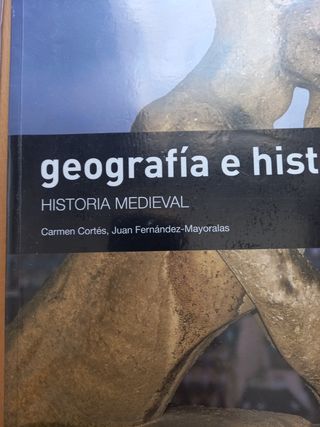 geografía e hist
HISTORIA MEDIEVAL
Carmen Cortés, Juan Fernández-Mayoralas